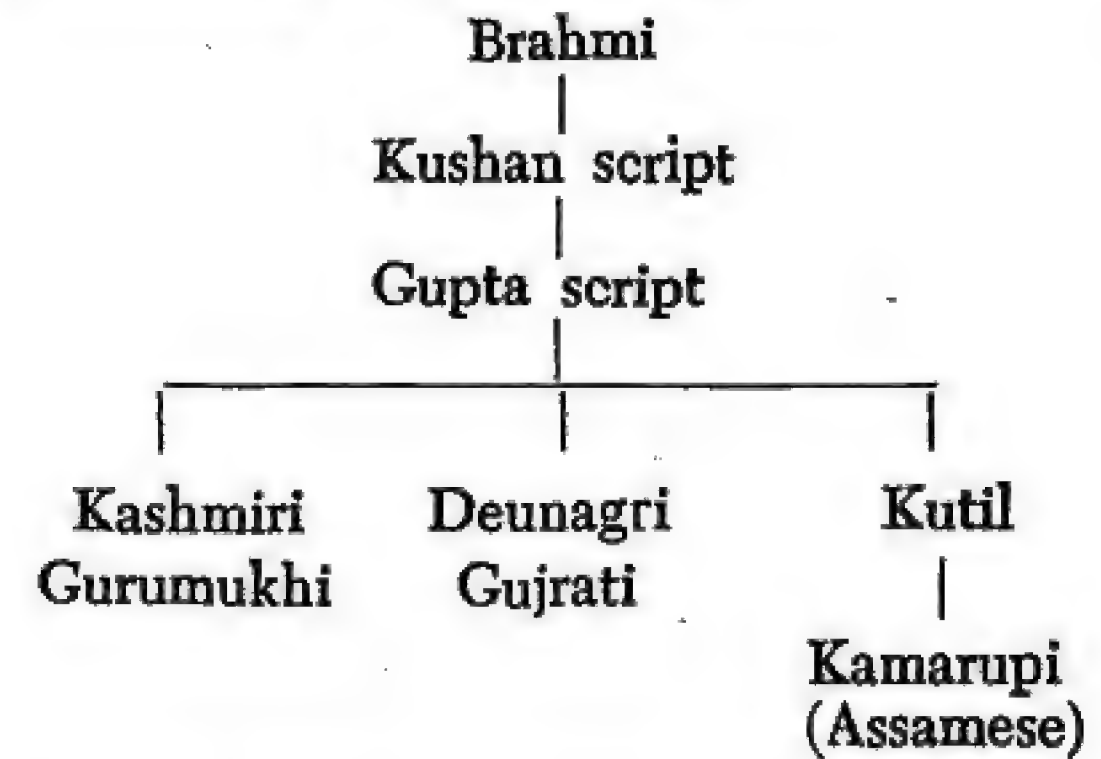 Brahmi
Kushan script
Gupta script
Kashmiri Deunagri Kutil
Gurumukhi Gujrati
Kamarupi
(Assamese)